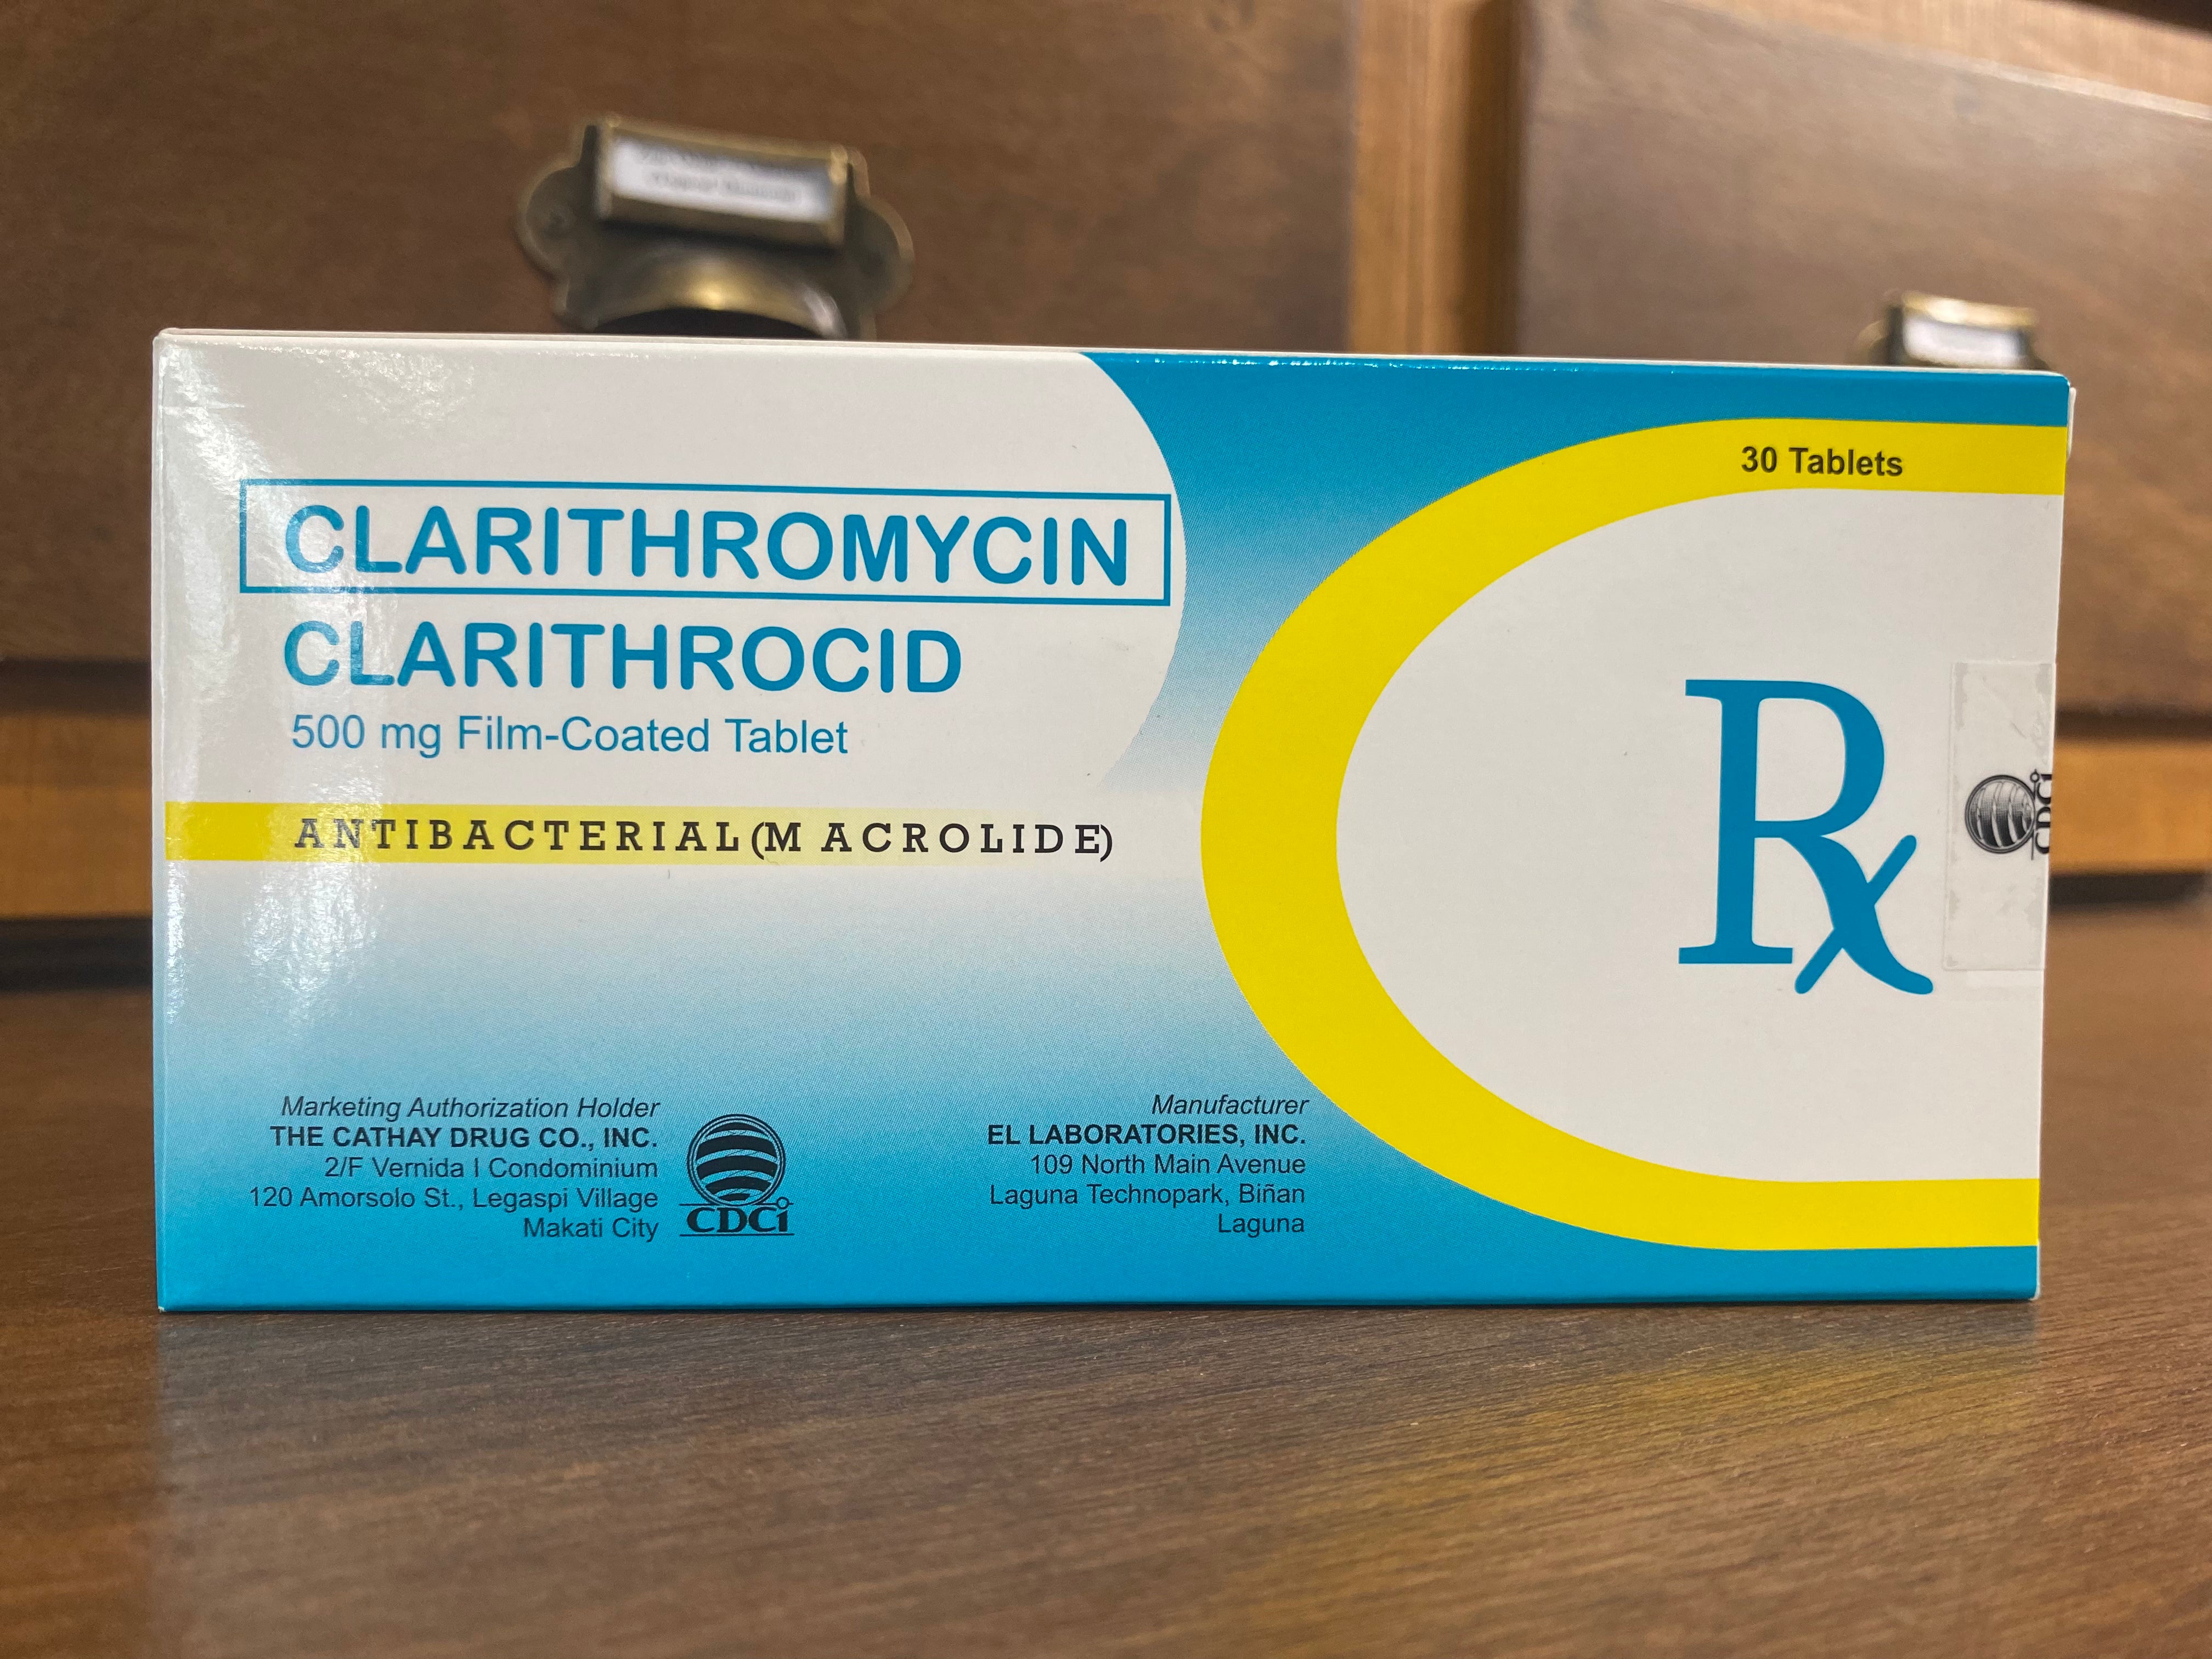 30 Tablets
CLARITHROMYCIN
CLARITHROCID
500 mg Film-Coated Tablet
ANTIBACTERIAL (M ACROLIDE)
Rx
CDCi
Marketing Authorization Holder
THE CATHAY DRUG CO., INC.
2/F Vernida I Condominium
120 Amorsolo St., Legaspi Village
Makati City
CDCi
Manufacturer
EL LABORATORIES, INC.
109 North Main Avenue
Laguna Technopark, Biñan
Laguna